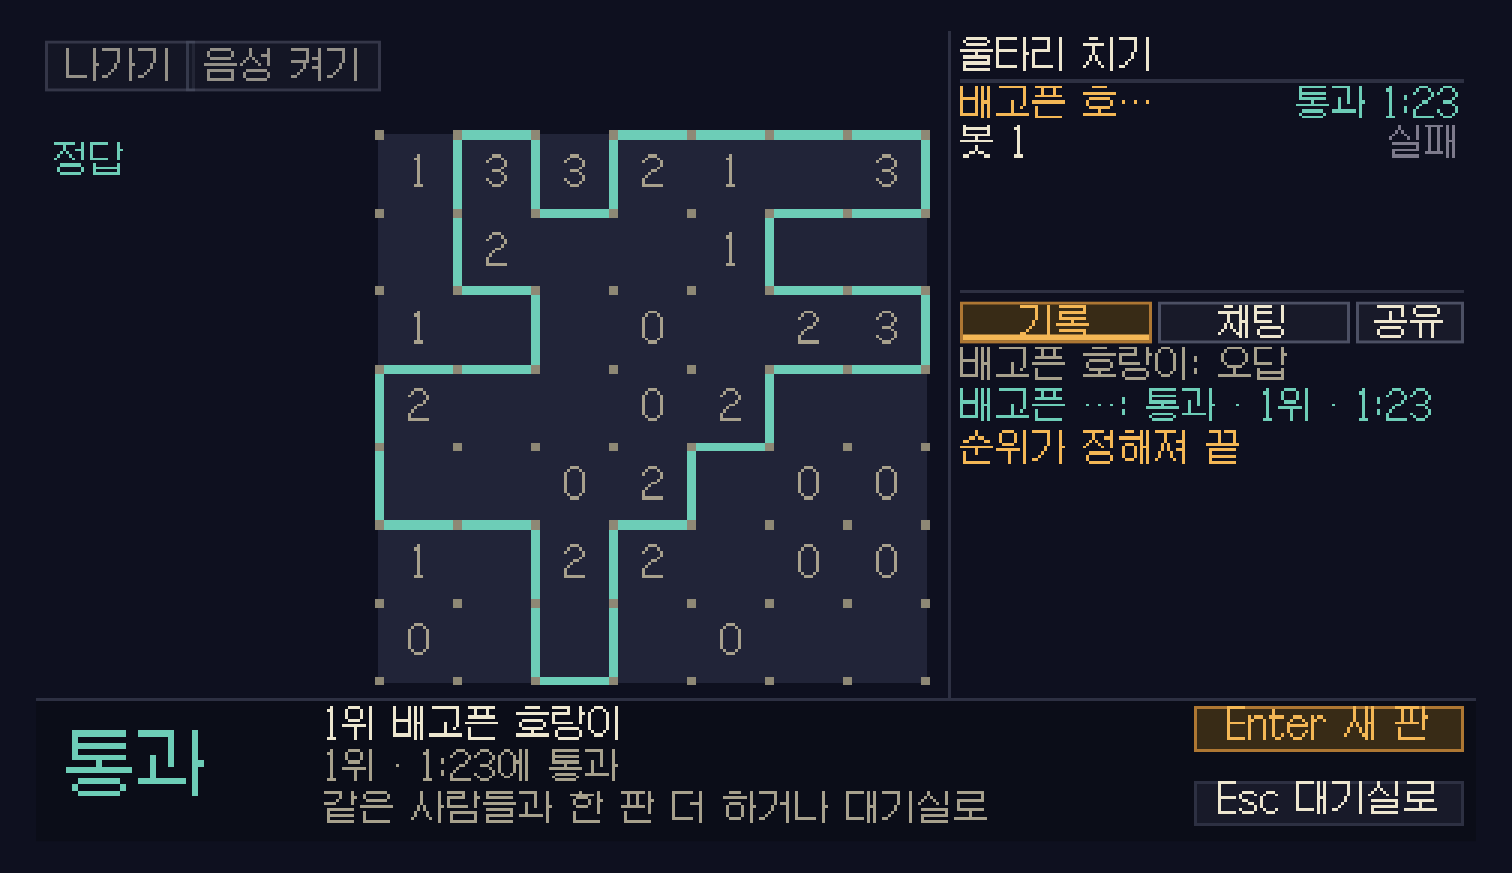 나가기 음성 켜기
정답
1 3 3 2 1 3
2 1
1 0 2 3
2 0 2
0 2 0 0
1 2 2 0 0
0 0
울타리 치기
배고픈 호… 통과 1:23
봇 1 실패
기록 채팅 공유
배고픈 호랑이: 오답
배고픈 …: 통과 · 1위 · 1:23
순위가 정해져 끝
통과
1위 배고픈 호랑이
1위 · 1:23에 통과
같은 사람들과 한 판 더 하거나 대기실로
Enter 새 판
Esc 대기실로